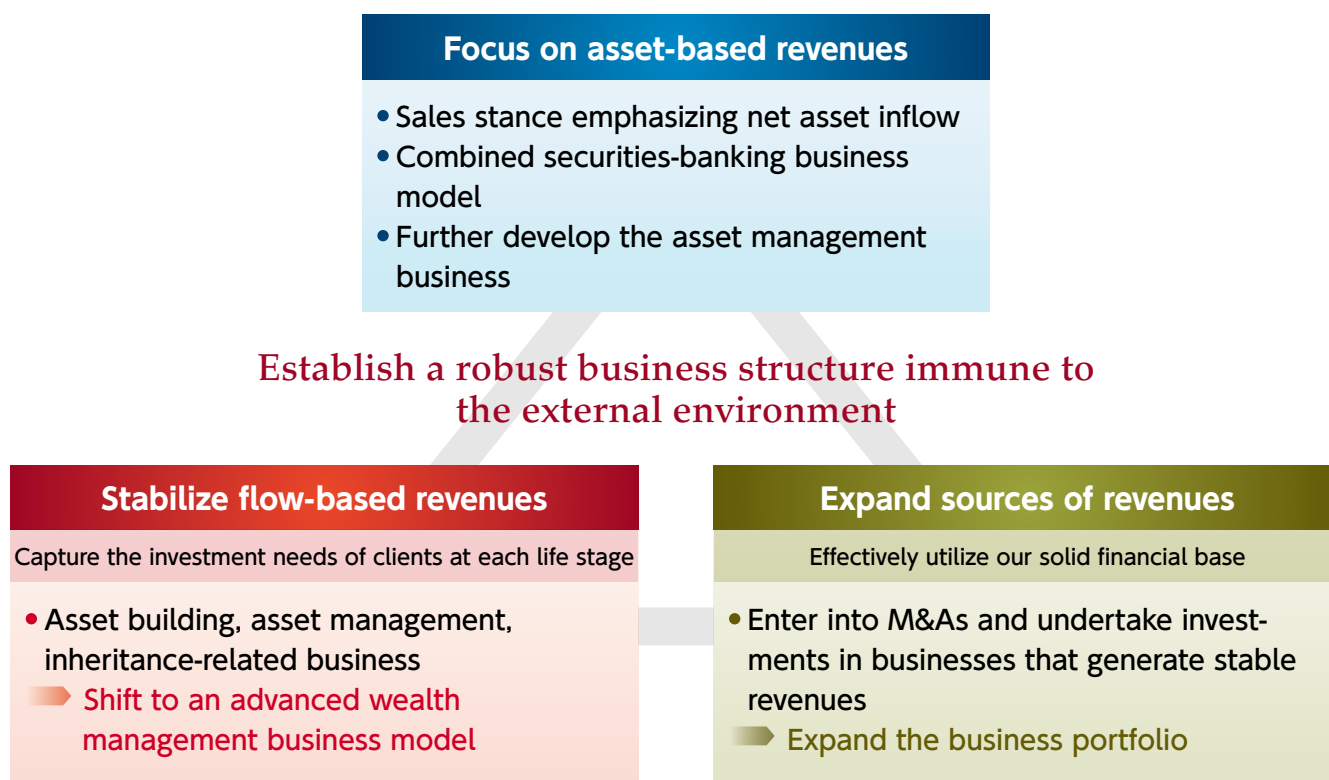 Focus on asset-based revenues
• Sales stance emphasizing net asset inflow
• Combined securities-banking business
model
• Further develop the asset management
business
Establish a robust business structure immune to
the external environment
Stabilize flow-based revenues
Capture the investment needs of clients at each life stage
• Asset building, asset management,
inheritance-related business
Shift to an advanced wealth
management business model
Expand sources of revenues
Effectively utilize our solid financial base
• Enter into M&As and undertake invest-
ments in businesses that generate stable
revenues
Expand the business portfolio